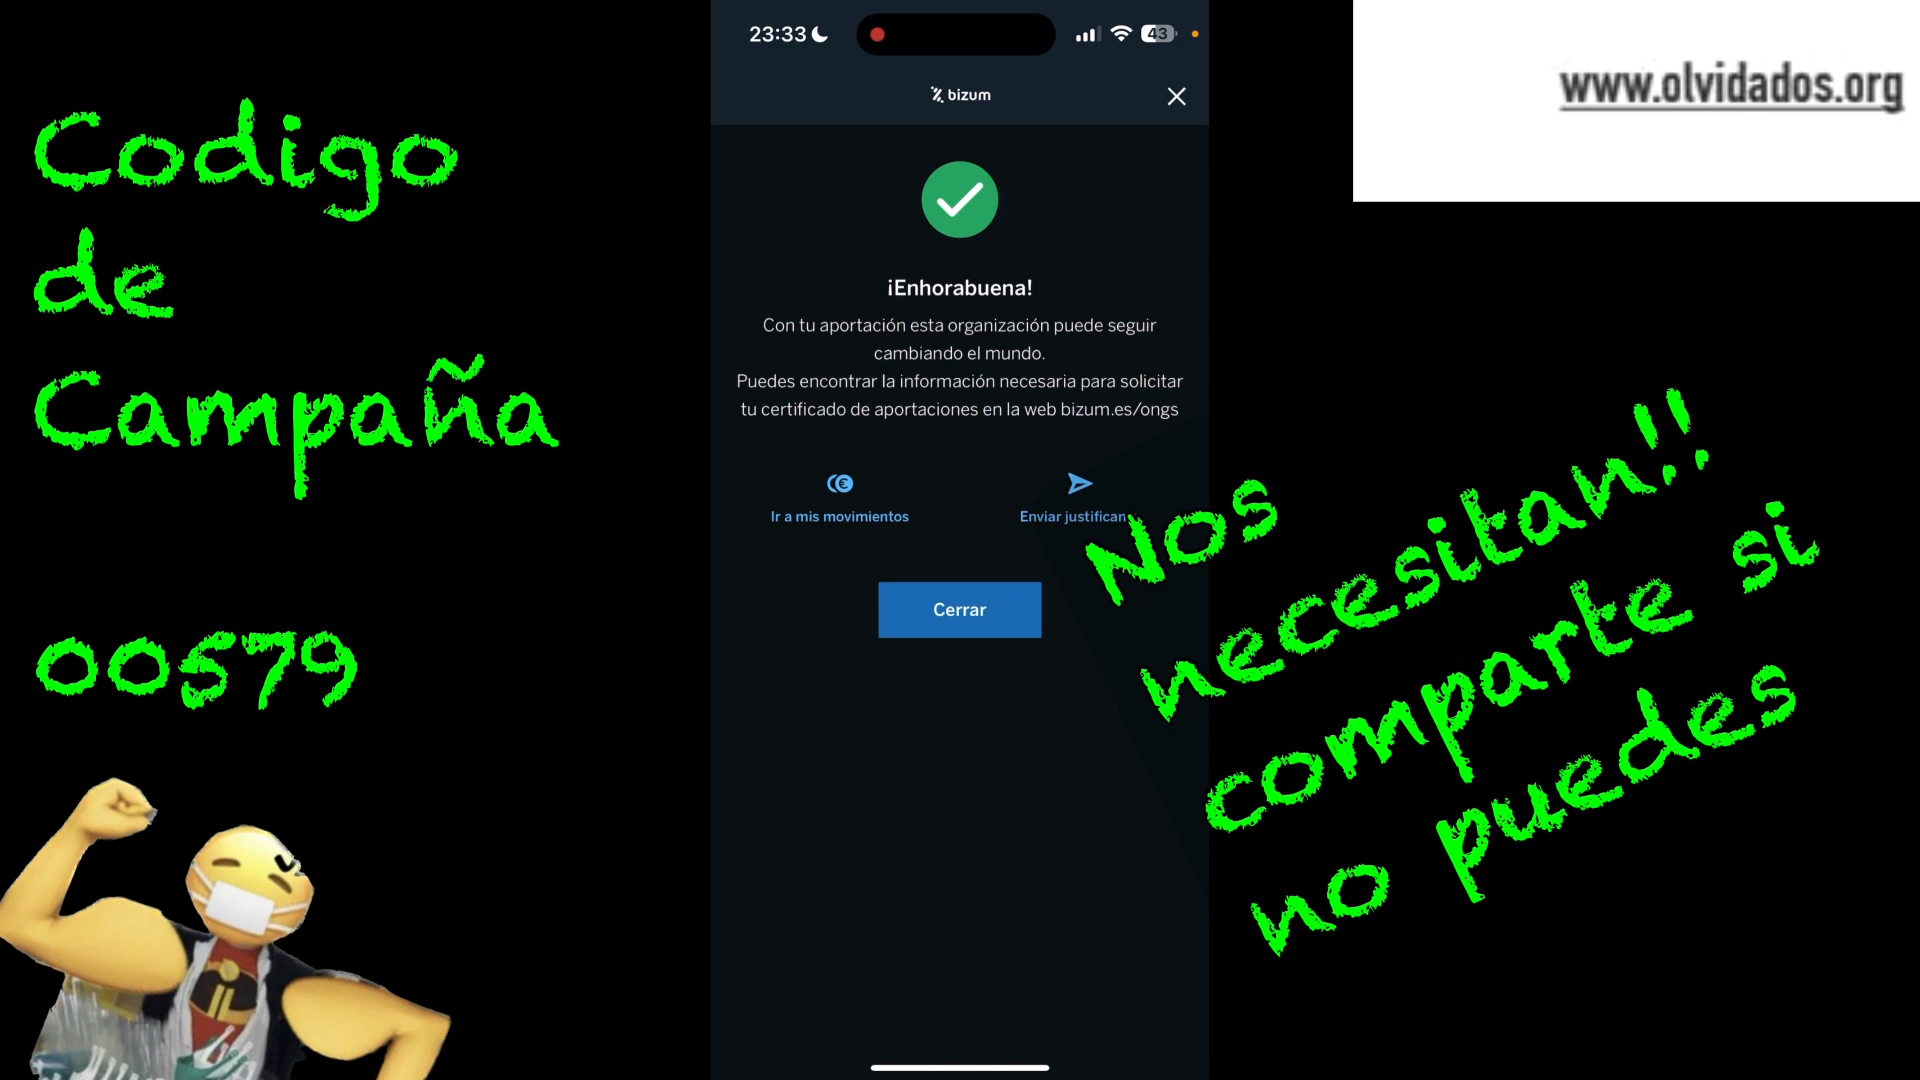 Codigo
de
Campaña
00579
23:33
43
bizum
¡Enhorabuena!
Con tu aportación esta organización puede seguir
cambiando el mundo.
Puedes encontrar la información necesaria para solicitar
tu certificado de aportaciones en la web bizum.es/ongs
Ir a mis movimientos
Enviar justifican
Cerrar
www.olvidados.org
Nos
necesitan!!
comparte si
no puedes